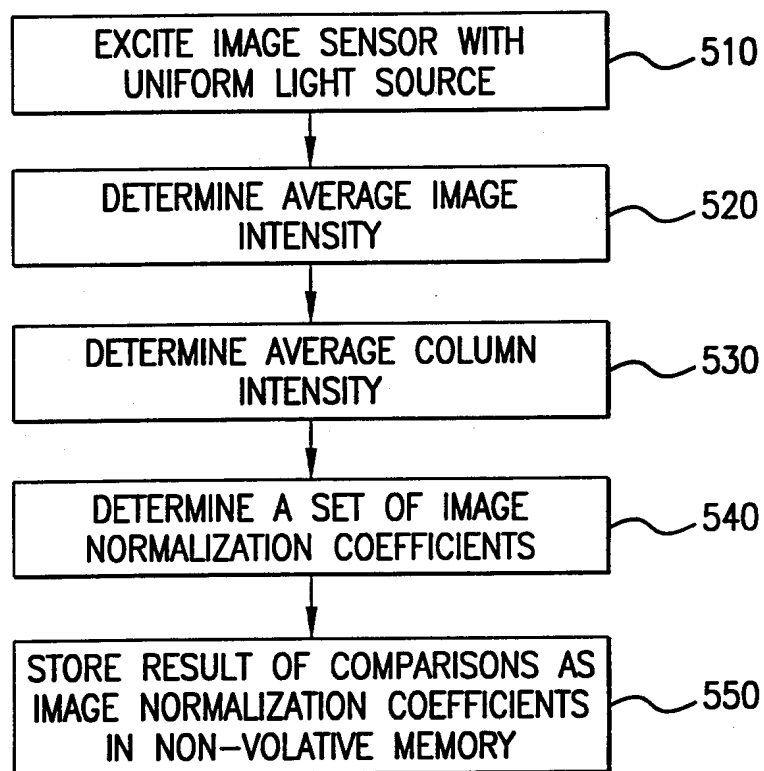 EXCITE IMAGE SENSOR WITH
UNIFORM LIGHT SOURCE
510
DETERMINE AVERAGE IMAGE
INTENSITY
520
DETERMINE AVERAGE COLUMN
INTENSITY
530
DETERMINE A SET OF IMAGE
NORMALIZATION COEFFICIENTS
540
STORE RESULT OF COMPARISONS AS
IMAGE NORMALIZATION COEFFICIENTS
IN NON-VOLATIVE MEMORY
550